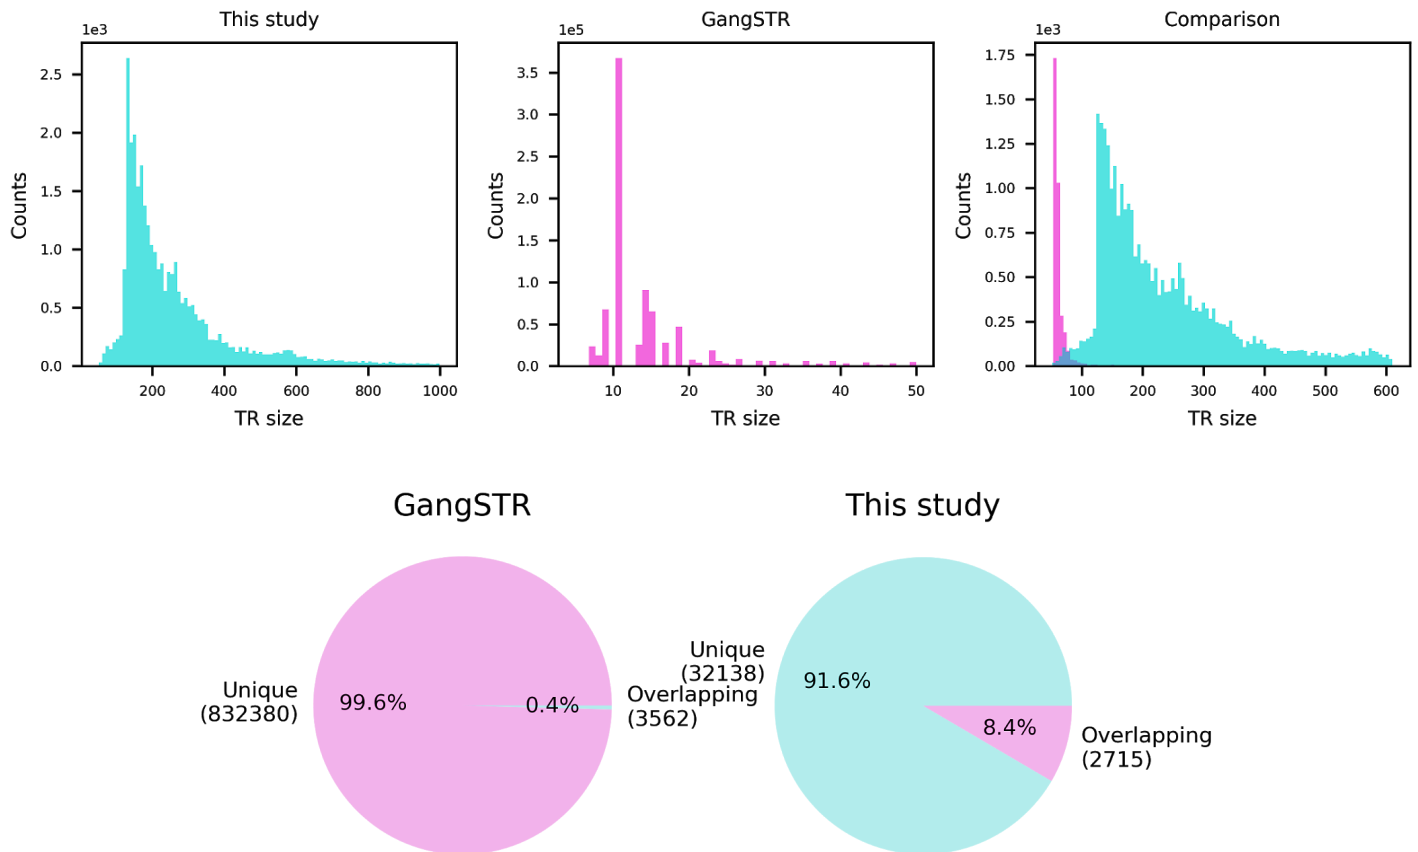 This study
1e3
2.5
2.0
1.5
1.0
0.5
0.0
Counts
200
400
600
800
1000
TR size
GangSTR
1e5
3.5
3.0
2.5
2.0
1.5
1.0
0.5
0.0
Counts
10
20
30
40
50
TR size
Comparison
1e3
1.75
1.50
1.25
1.00
0.75
0.50
0.25
0.00
Counts
100
200
300
400
500
600
TR size
GangSTR
Unique
(832380)
99.6%
0.4%
Overlapping
(3562)
This study
Unique
(32138)
91.6%
8.4%
Overlapping
(2715)